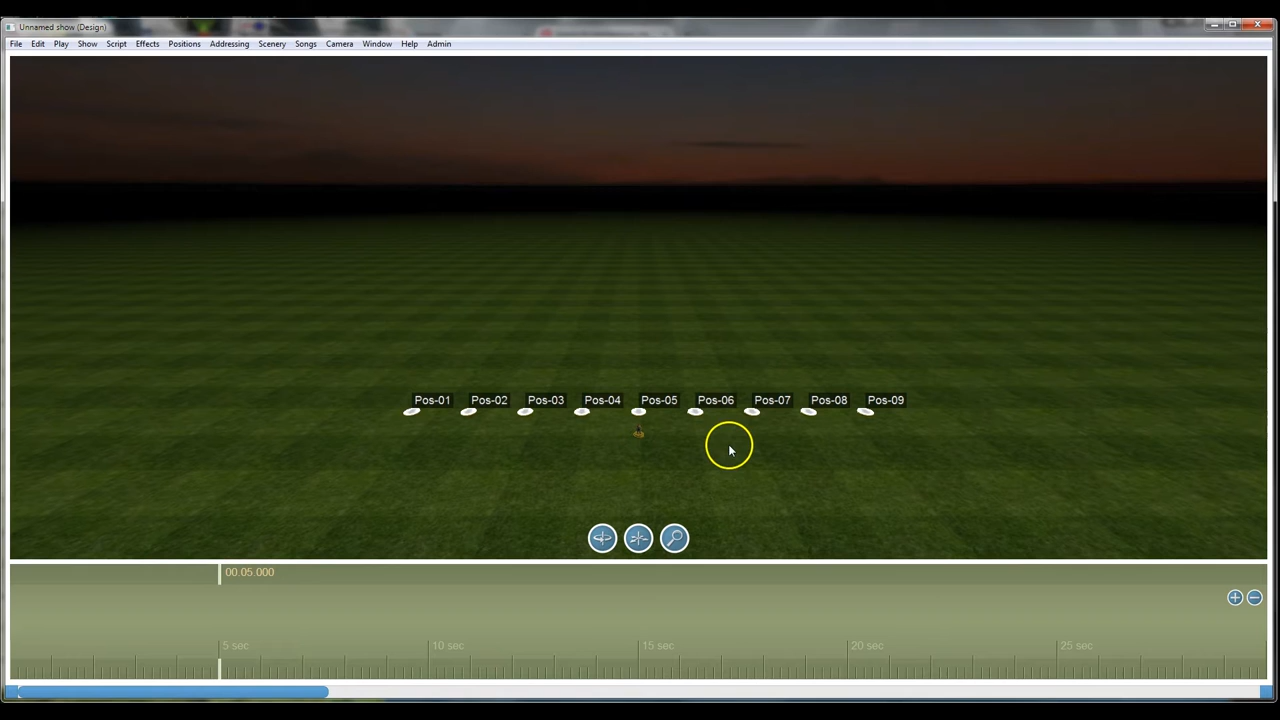 Unnamed show (Design)
File Edit Play Show Script Effects Positions Addressing Scenery Songs Camera Window Help Admin
Pos-01 Pos-02 Pos-03 Pos-04 Pos-05 Pos-06 Pos-07 Pos-08 Pos-09
00.05.000
5 sec 10 sec 15 sec 20 sec 25 sec